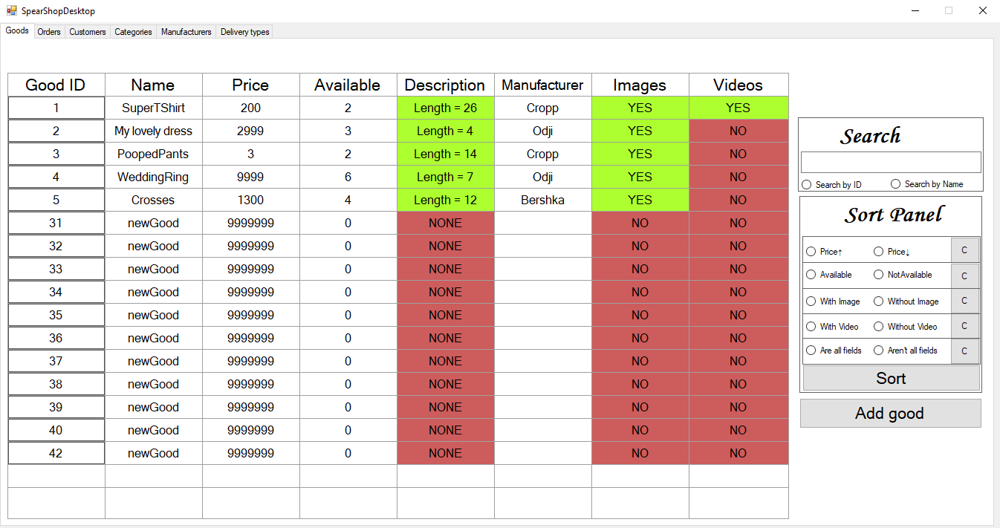 SpearShopDesktop
Goods Orders Customers Categories Manufacturers Delivery types
Good ID Name Price Available Description Manufacturer Images Videos
1 SuperTShirt 200 2 Length = 26 Cropp YES YES
2 My lovely dress 2999 3 Length = 4 Odji YES NO
3 PoopedPants 3 2 Length = 14 Cropp YES NO
4 WeddingRing 9999 6 Length = 7 Odji YES NO
5 Crosses 1300 4 Length = 12 Bershka YES NO
31 newGood 9999999 0 NONE NO NO
32 newGood 9999999 0 NONE NO NO
33 newGood 9999999 0 NONE NO NO
34 newGood 9999999 0 NONE NO NO
35 newGood 9999999 0 NONE NO NO
36 newGood 9999999 0 NONE NO NO
37 newGood 9999999 0 NONE NO NO
38 newGood 9999999 0 NONE NO NO
39 newGood 9999999 0 NONE NO NO
40 newGood 9999999 0 NONE NO NO
42 newGood 9999999 0 NONE NO NO
Search
Search by ID Search by Name
Sort Panel
Price↑ Price↓ C
Available NotAvailable C
With Image Without Image C
With Video Without Video C
Are all fields Aren't all fields C
Sort
Add good